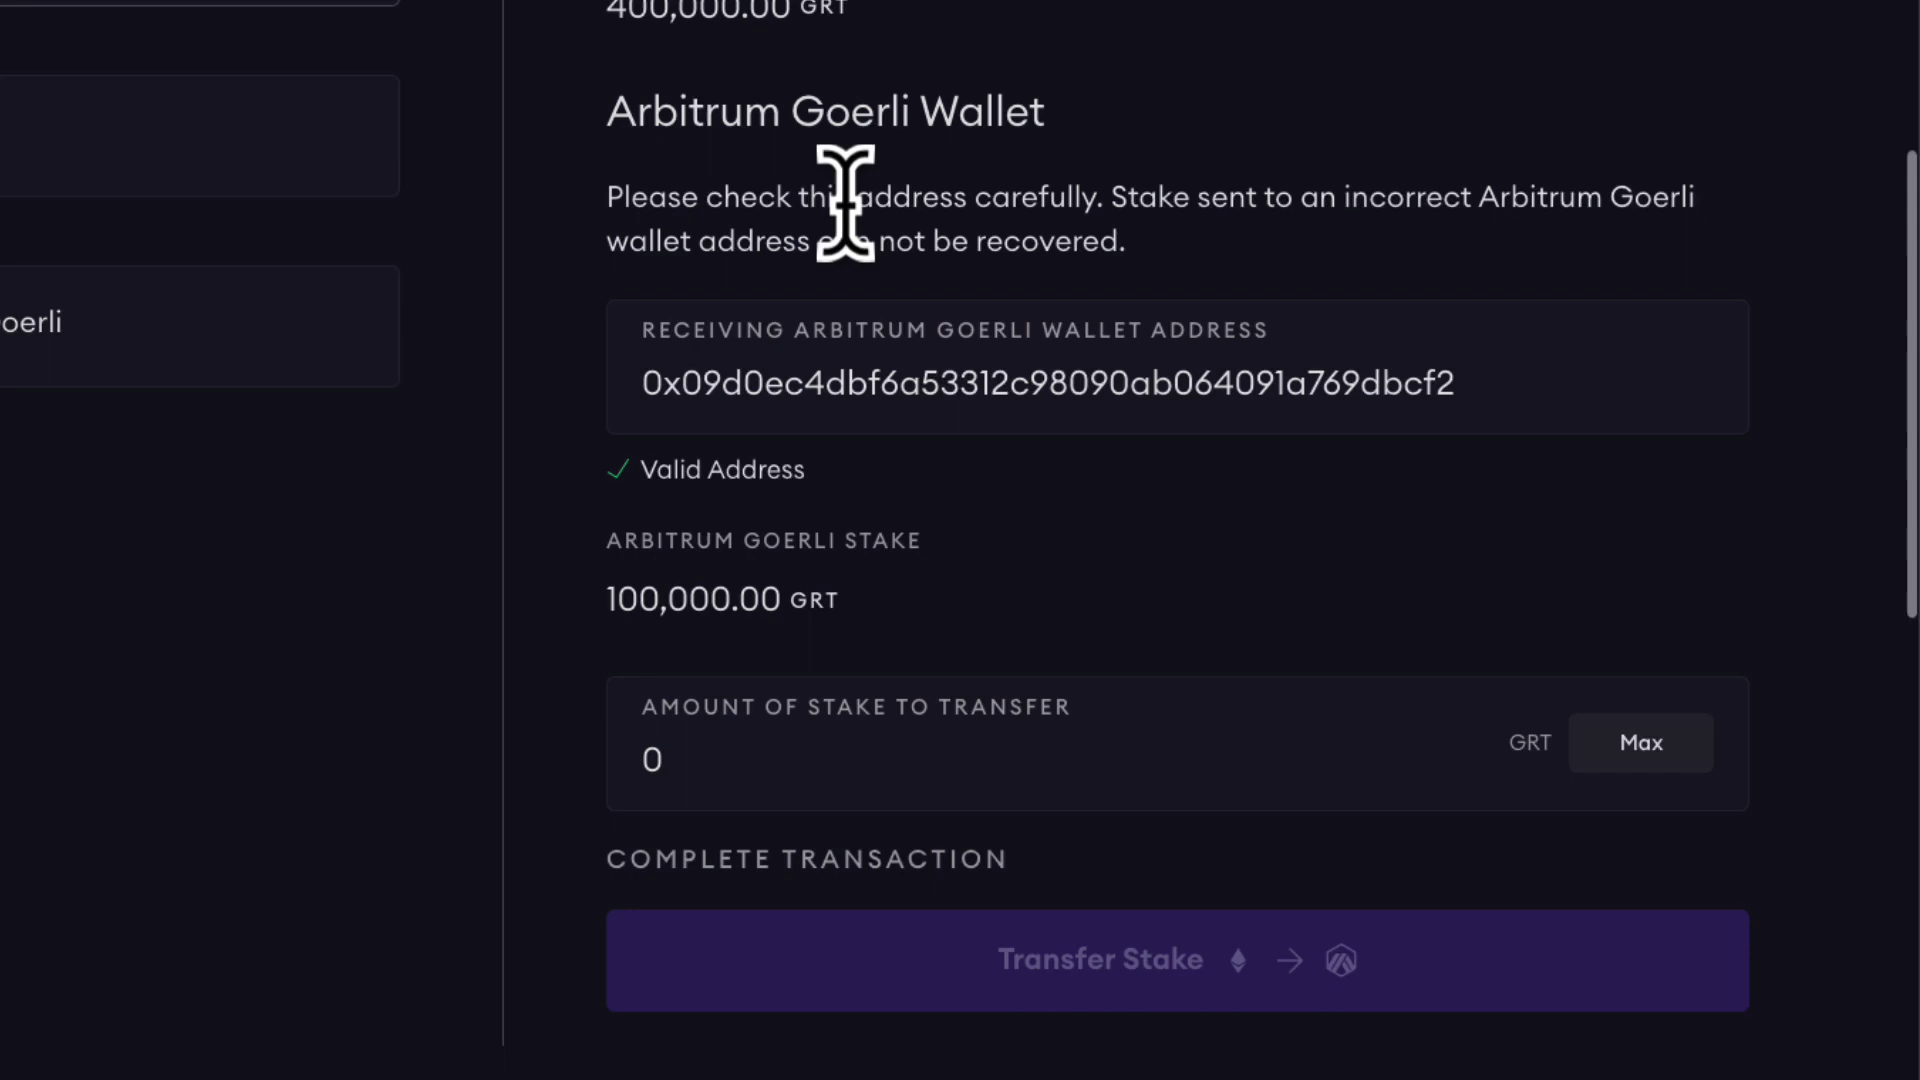 400,000.00 GRT
Arbitrum Goerli Wallet
Please check this address carefully. Stake sent to an incorrect Arbitrum Goerli
wallet address can not be recovered.
RECEIVING ARBITRUM GOERLI WALLET ADDRESS
oerli
0x09d0ec4dbf6a53312c98090ab064091a769dbcf2
Valid Address
ARBITRUM GOERLI STAKE
100,000.00 GRT
AMOUNT OF STAKE TO TRANSFER
0
GRT
Max
COMPLETE TRANSACTION
Transfer Stake